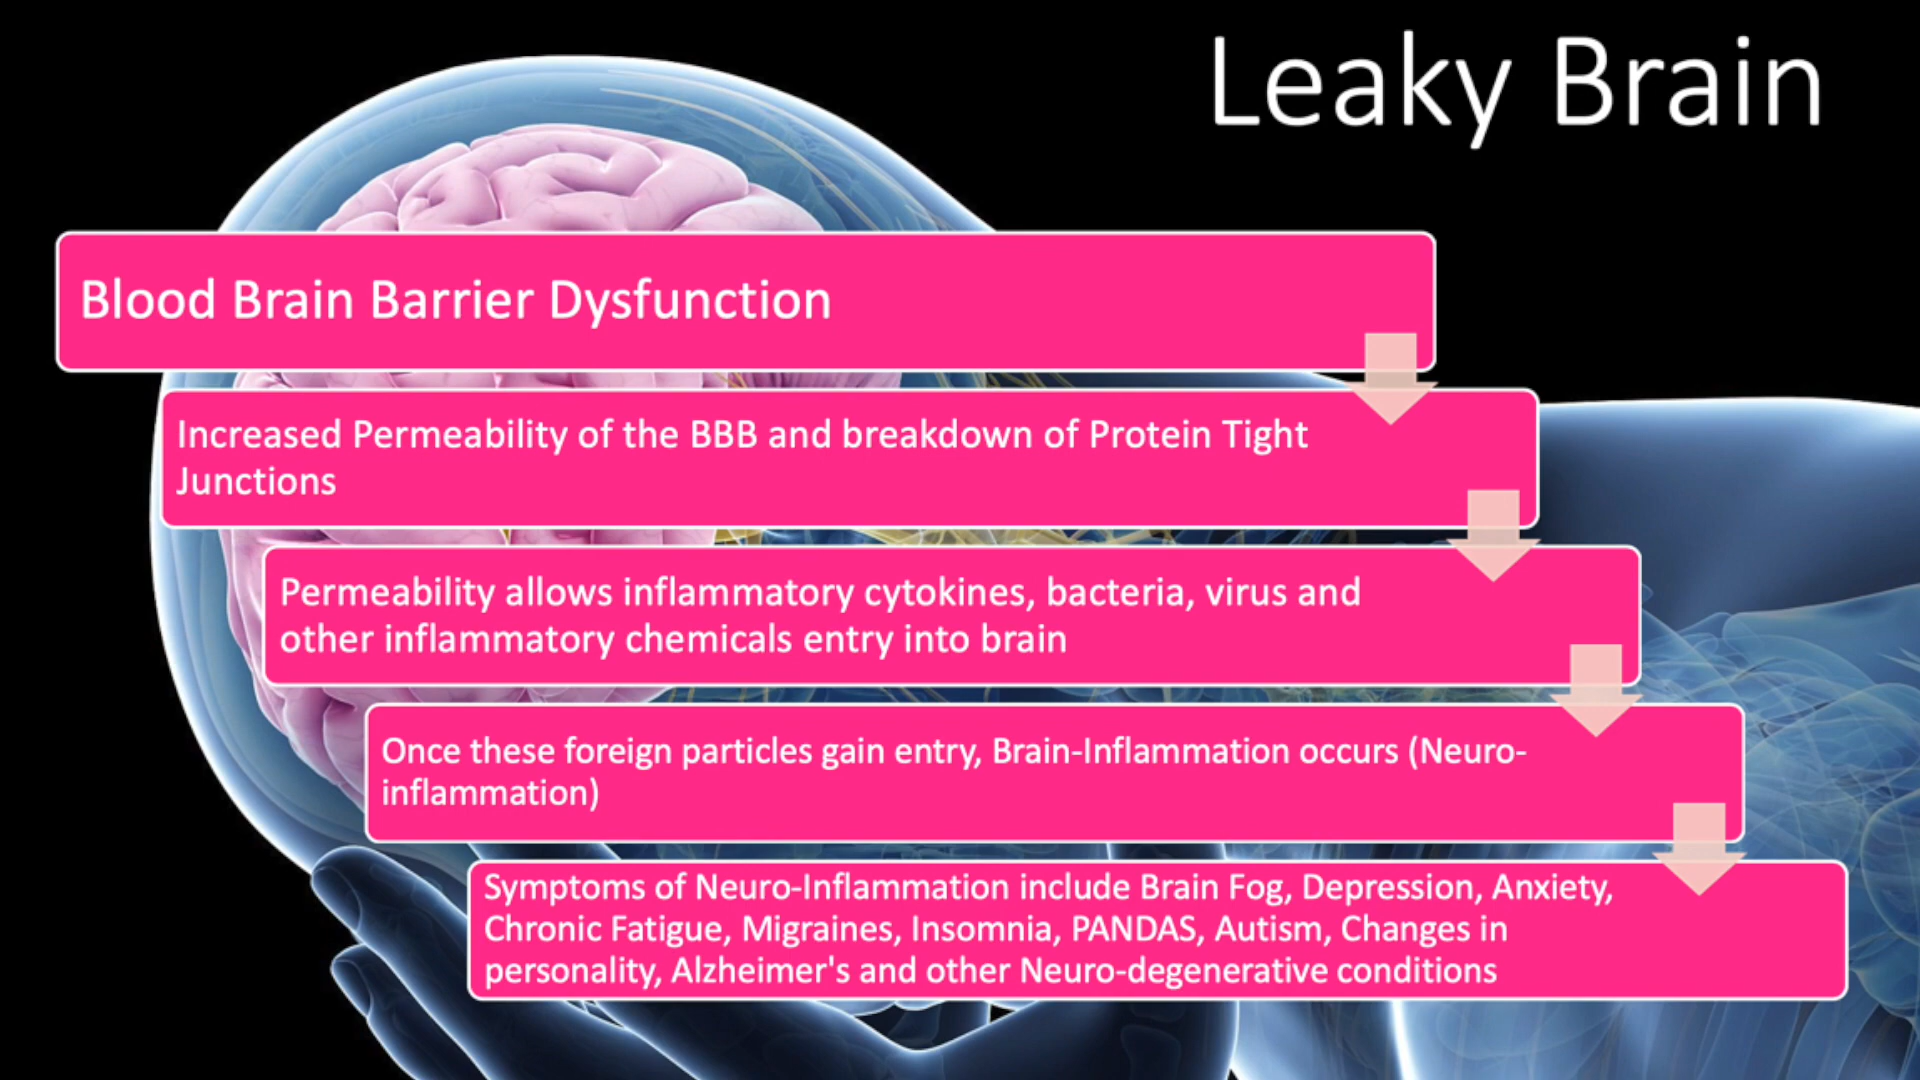 Leaky Brain
Blood Brain Barrier Dysfunction
Increased Permeability of the BBB and breakdown of Protein Tight
Junctions
Permeability allows inflammatory cytokines, bacteria, virus and
other inflammatory chemicals entry into brain
Once these foreign particles gain entry, Brain-Inflammation occurs (Neuro-
inflammation)
Symptoms of Neuro-Inflammation include Brain Fog, Depression, Anxiety,
Chronic Fatigue, Migraines, Insomnia, PANDAS, Autism, Changes in
personality, Alzheimer's and other Neuro-degenerative conditions